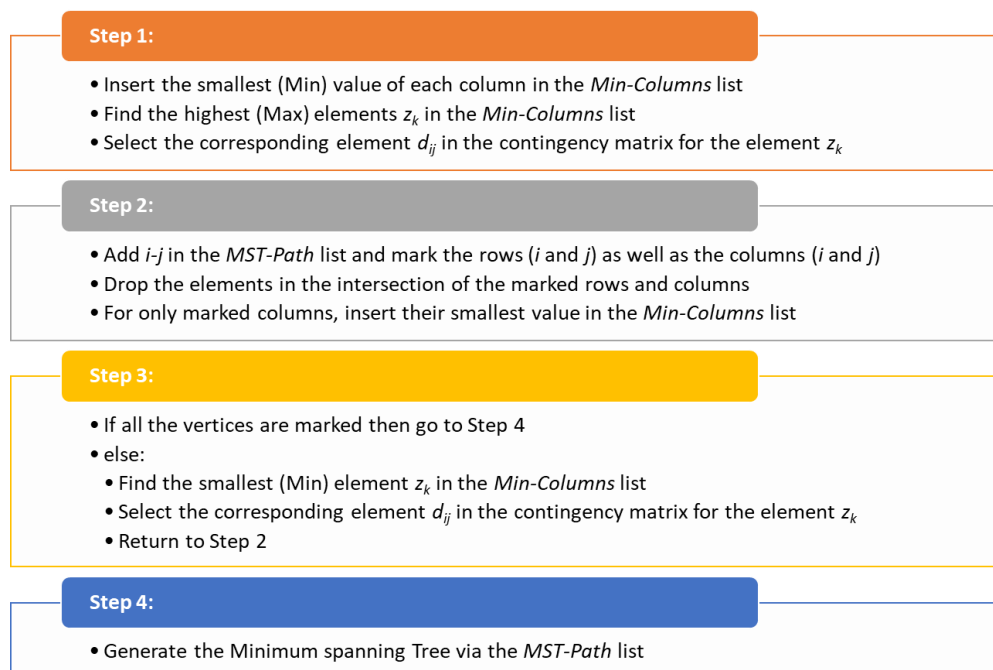 Step 1:
• Insert the smallest (Min) value of each column in the Min-Columns list
• Find the highest (Max) elements zk in the Min-Columns list
• Select the corresponding element dij in the contingency matrix for the element zk
Step 2:
• Add i-j in the MST-Path list and mark the rows (i and j) as well as the columns (i and j)
• Drop the elements in the intersection of the marked rows and columns
• For only marked columns, insert their smallest value in the Min-Columns list
Step 3:
• If all the vertices are marked then go to Step 4
• else:
• Find the smallest (Min) element zk in the Min-Columns list
• Select the corresponding element dij in the contingency matrix for the element zk
• Return to Step 2
Step 4:
• Generate the Minimum spanning Tree via the MST-Path list